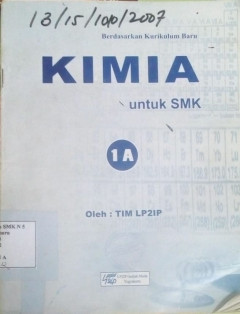 13/15/100/2007
Berdasarkan Kurikulum Baru
KIMIA
untuk SMK
1A
Oleh : TIM LP2IP